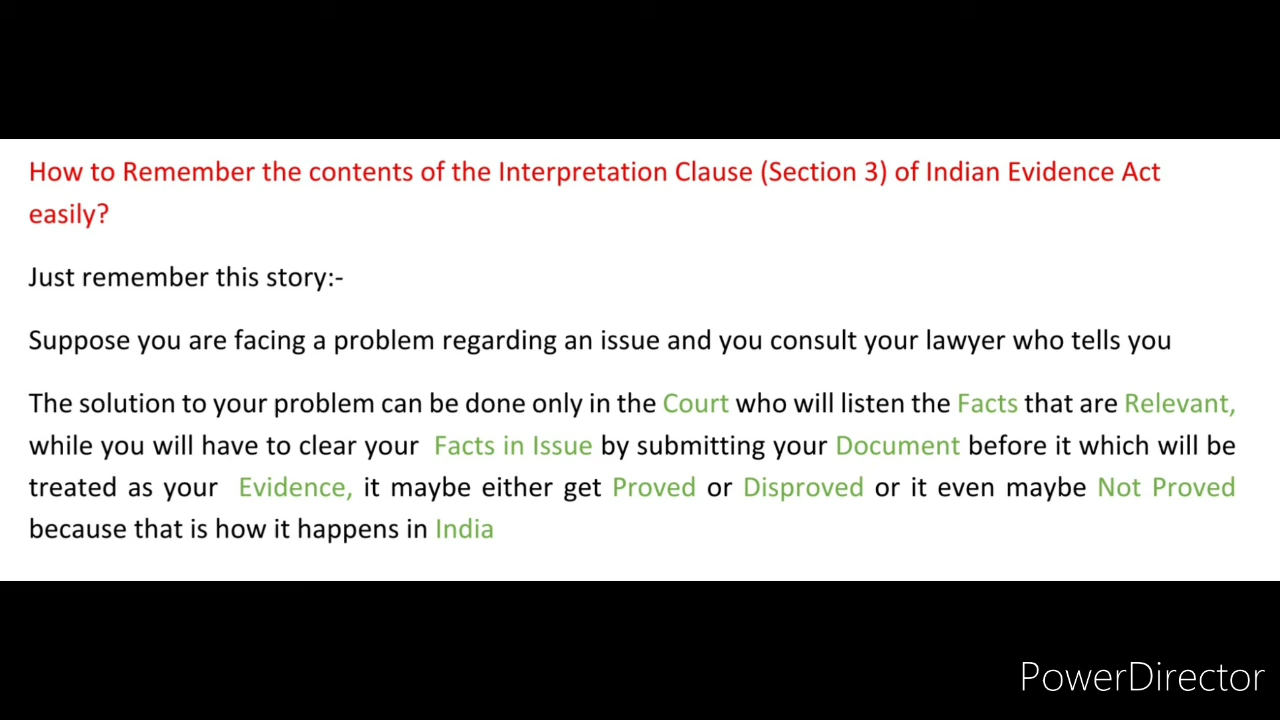 How to Remember the contents of the Interpretation Clause (Section 3) of Indian Evidence Act
easily?
Just remember this story:-
Suppose you are facing a problem regarding an issue and you consult your lawyer who tells you
The solution to your problem can be done only in the Court who will listen the Facts that are Relevant,
while you will have to clear your Facts in Issue by submitting your Document before it which will be
treated as your Evidence, it maybe either get Proved or Disproved or it even maybe Not Proved
because that is how it happens in India
PowerDirector